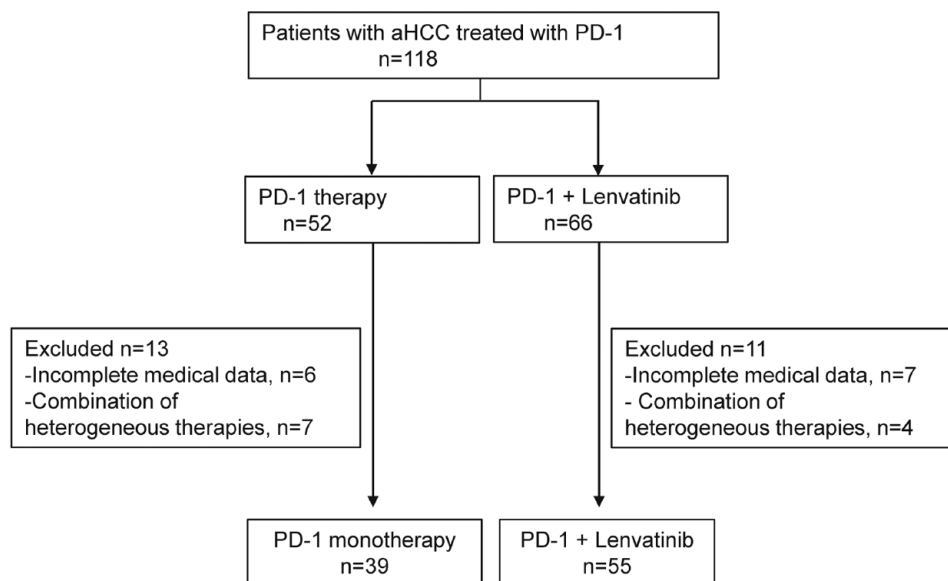 Patients with aHCC treated with PD-1
n=118
PD-1 therapy
n=52
PD-1 + Lenvatinib
n=66
Excluded n=13
-Incomplete medical data, n=6
-Combination of
heterogeneous therapies, n=7
Excluded n=11
-Incomplete medical data, n=7
- Combination of
heterogeneous therapies, n=4
PD-1 monotherapy
n=39
PD-1 + Lenvatinib
n=55